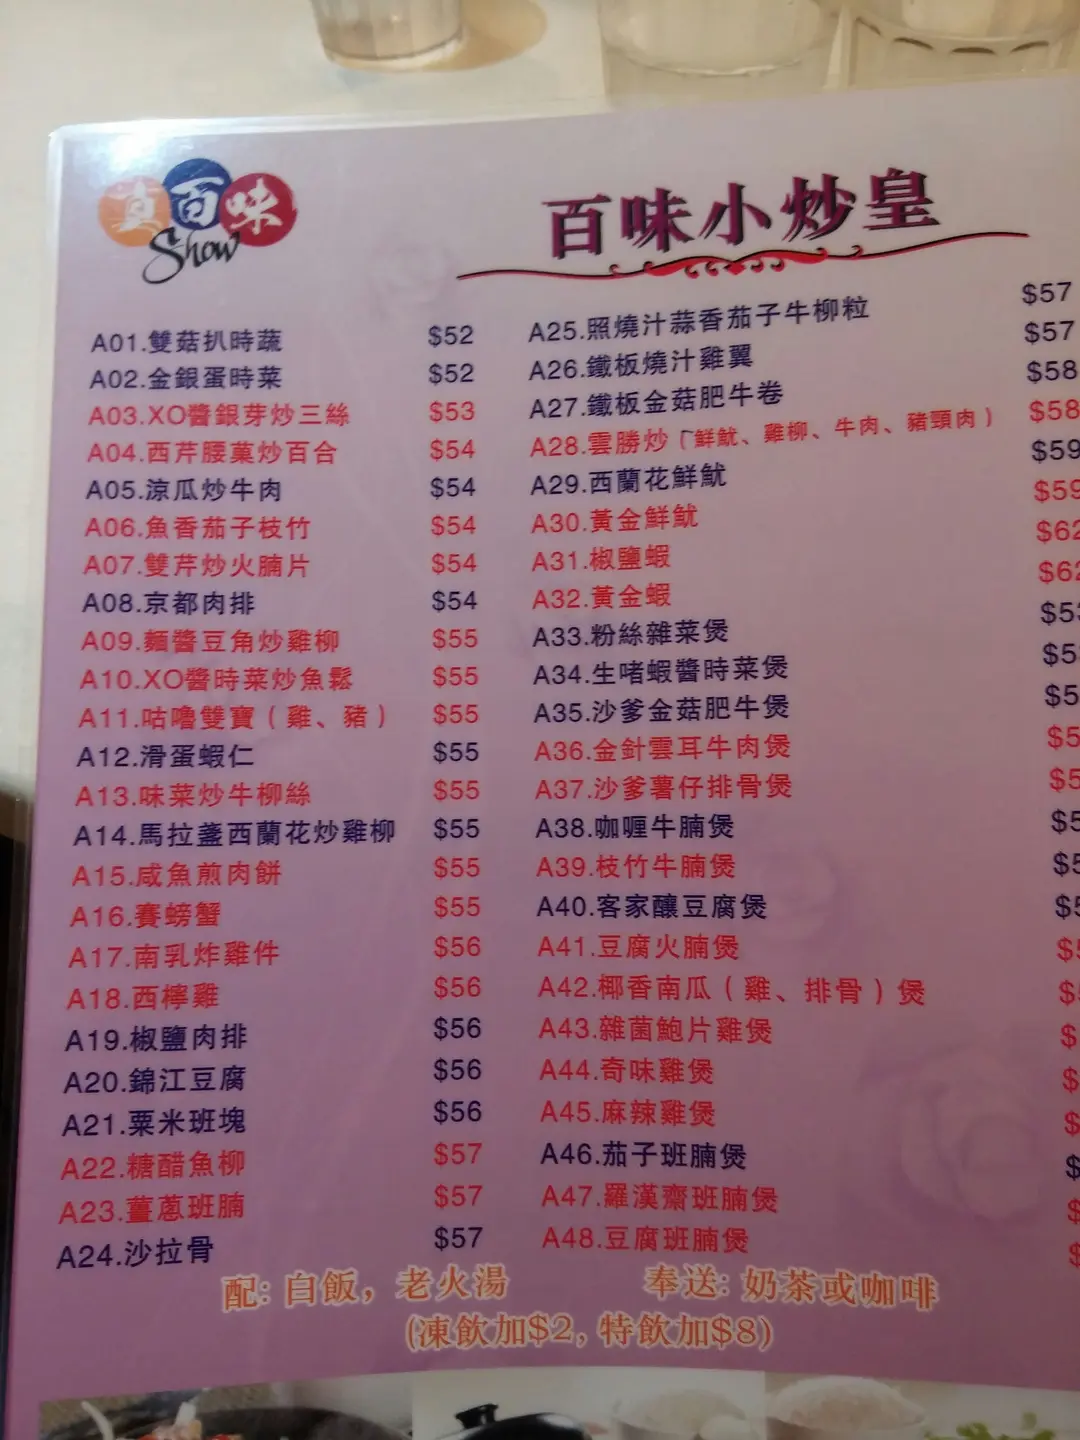 真百味
Show
百味小炒皇
A01.雙菇扒時蔬 $52
A02.金銀蛋時菜 $52
A03.XO醬銀芽炒三絲 $53
A04.西芹腰菓炒百合 $54
A05.涼瓜炒牛肉 $54
A06.魚香茄子枝竹 $54
A07.雙芹炒火腩片 $54
A08.京都肉排 $54
A09.麵醬豆角炒雞柳 $55
A10.XO醬時菜炒魚鬆 $55
A11.咕嚕雙寶（雞、豬） $55
A12.滑蛋蝦仁 $55
A13.味菜炒牛柳絲 $55
A14.馬拉盞西蘭花炒雞柳 $55
A15.咸魚煎肉餅 $55
A16.賽螃蟹 $55
A17.南乳炸雞件 $56
A18.西檸雞 $56
A19.椒鹽肉排 $56
A20.錦江豆腐 $56
A21.粟米班塊 $56
A22.糖醋魚柳 $57
A23.薑蔥班腩 $57
A24.沙拉骨 $57
A25.照燒汁蒜香茄子牛柳粒 $57
A26.鐵板燒汁雞翼 $57
A27.鐵板金菇肥牛卷 $58
A28.雲勝炒「鮮魷、雞柳、牛肉、豬頸肉） $58
A29.西蘭花鮮魷 $59
A30.黃金鮮魷 $59
A31.椒鹽蝦 $62
A32.黃金蝦 $62
A33.粉絲雜菜煲
A34.生啫蝦醬時菜煲
A35.沙爹金菇肥牛煲
A36.金針雲耳牛肉煲
A37.沙爹薯仔排骨煲
A38.咖喱牛腩煲
A39.枝竹牛腩煲
A40.客家釀豆腐煲
A41.豆腐火腩煲
A42.椰香南瓜（雞、排骨）煲
A43.雜菌鮑片雞煲
A44.奇味雞煲
A45.麻辣雞煲
A46.茄子班腩煲
A47.羅漢齋班腩煲
A48.豆腐班腩煲
配: 白飯，老火湯 奉送: 奶茶或咖啡
(凍飲加$2, 特飲加$8)